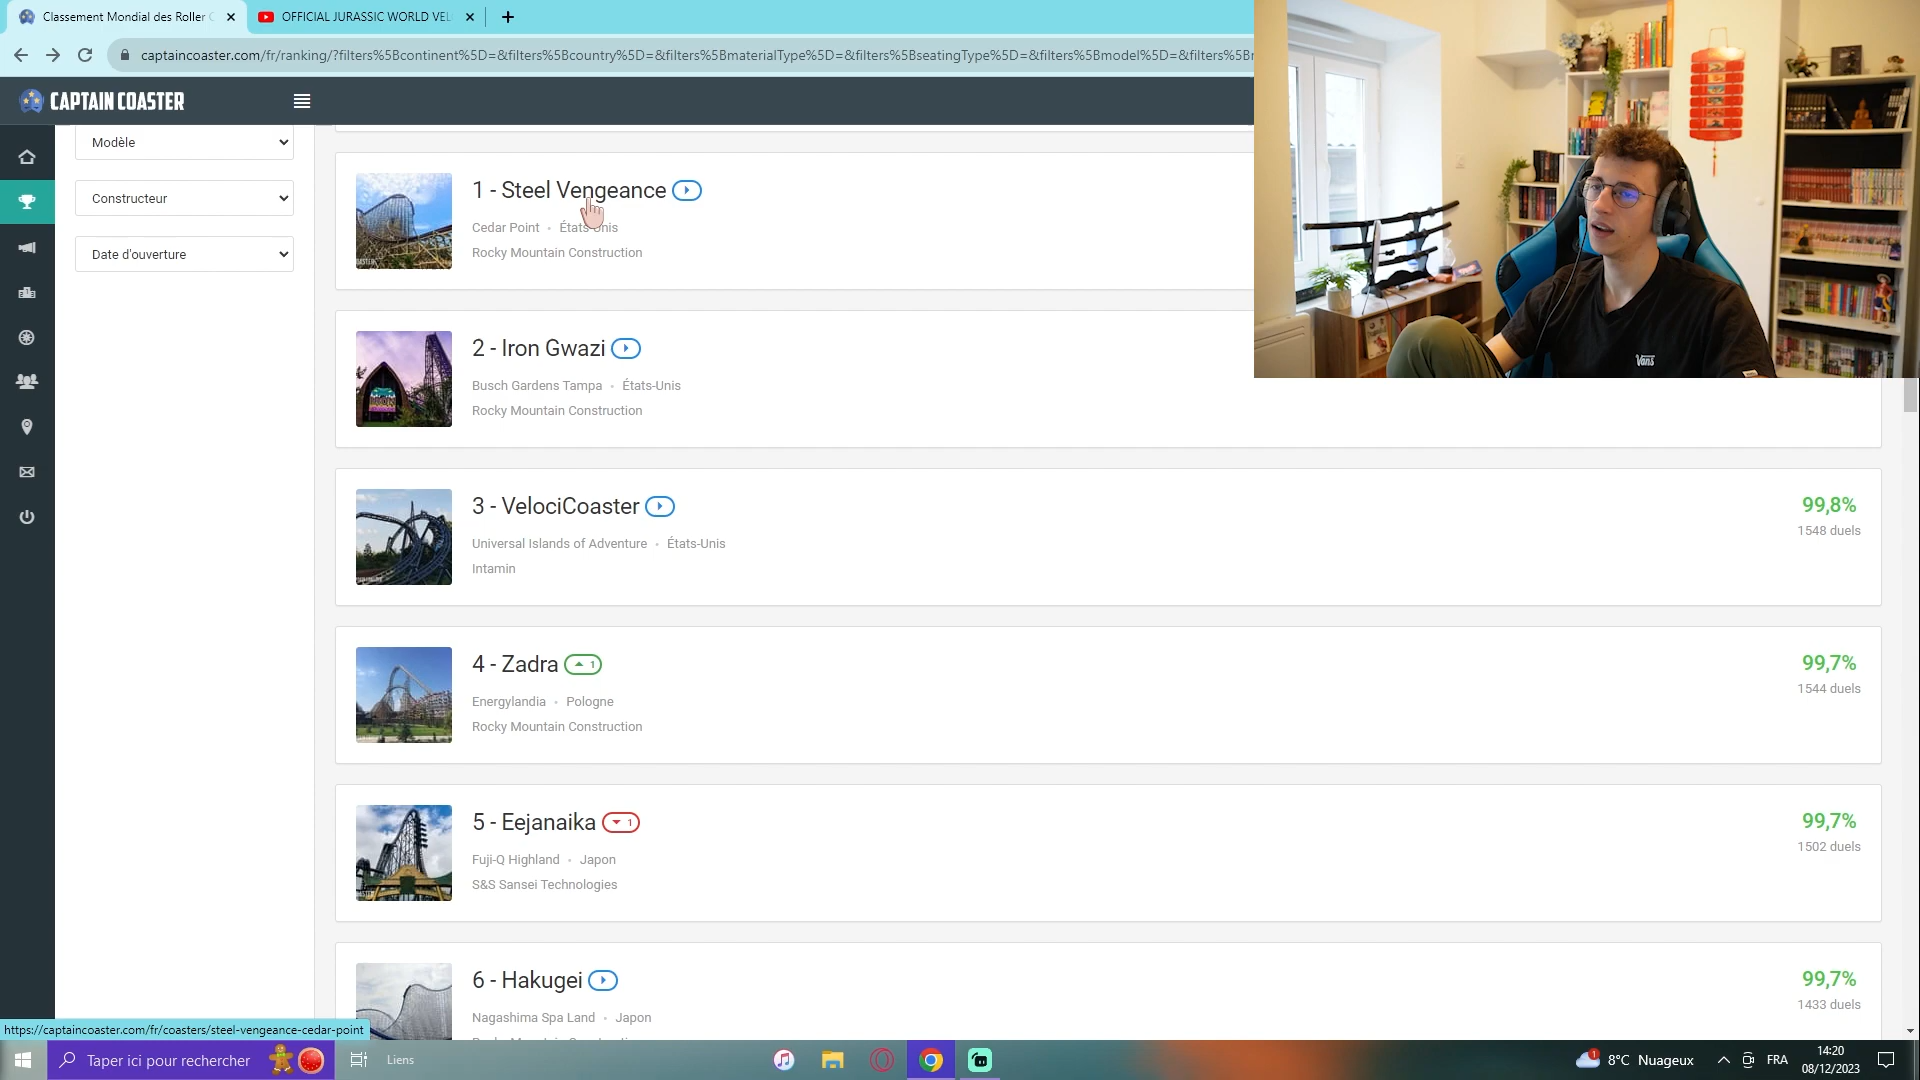 Classement Mondial des Roller C
OFFICIAL JURASSIC WORLD VEL
captaincoaster.com/fr/ranking/?filters%5Bcontinent%5D=&filters%5Bcountry%5D=&filters%5BmaterialType%5D=&filters%5BseatingType%5D=&filters%5Bmodel%5D=&filters%5Br
CAPTAIN COASTER
Modèle
Constructeur
Date d'ouverture
1 - Steel Vengeance
Cedar Point • États-Unis
Rocky Mountain Construction
2 - Iron Gwazi
Busch Gardens Tampa • États-Unis
Rocky Mountain Construction
3 - VelociCoaster
99,8%
Universal Islands of Adventure • États-Unis
1548 duels
Intamin
4 - Zadra 1
99,7%
Energylandia • Pologne
1544 duels
Rocky Mountain Construction
5 - Eejanaika 1
99,7%
Fuji-Q Highland • Japon
1502 duels
S&S Sansei Technologies
6 - Hakugei
99,7%
Nagashima Spa Land • Japon
1433 duels
https://captaincoaster.com/fr/coasters/steel-vengeance-cedar-point
Taper ici pour rechercher
Liens
1
8°C Nuageux
FRA
14:20
08/12/2023
Vans